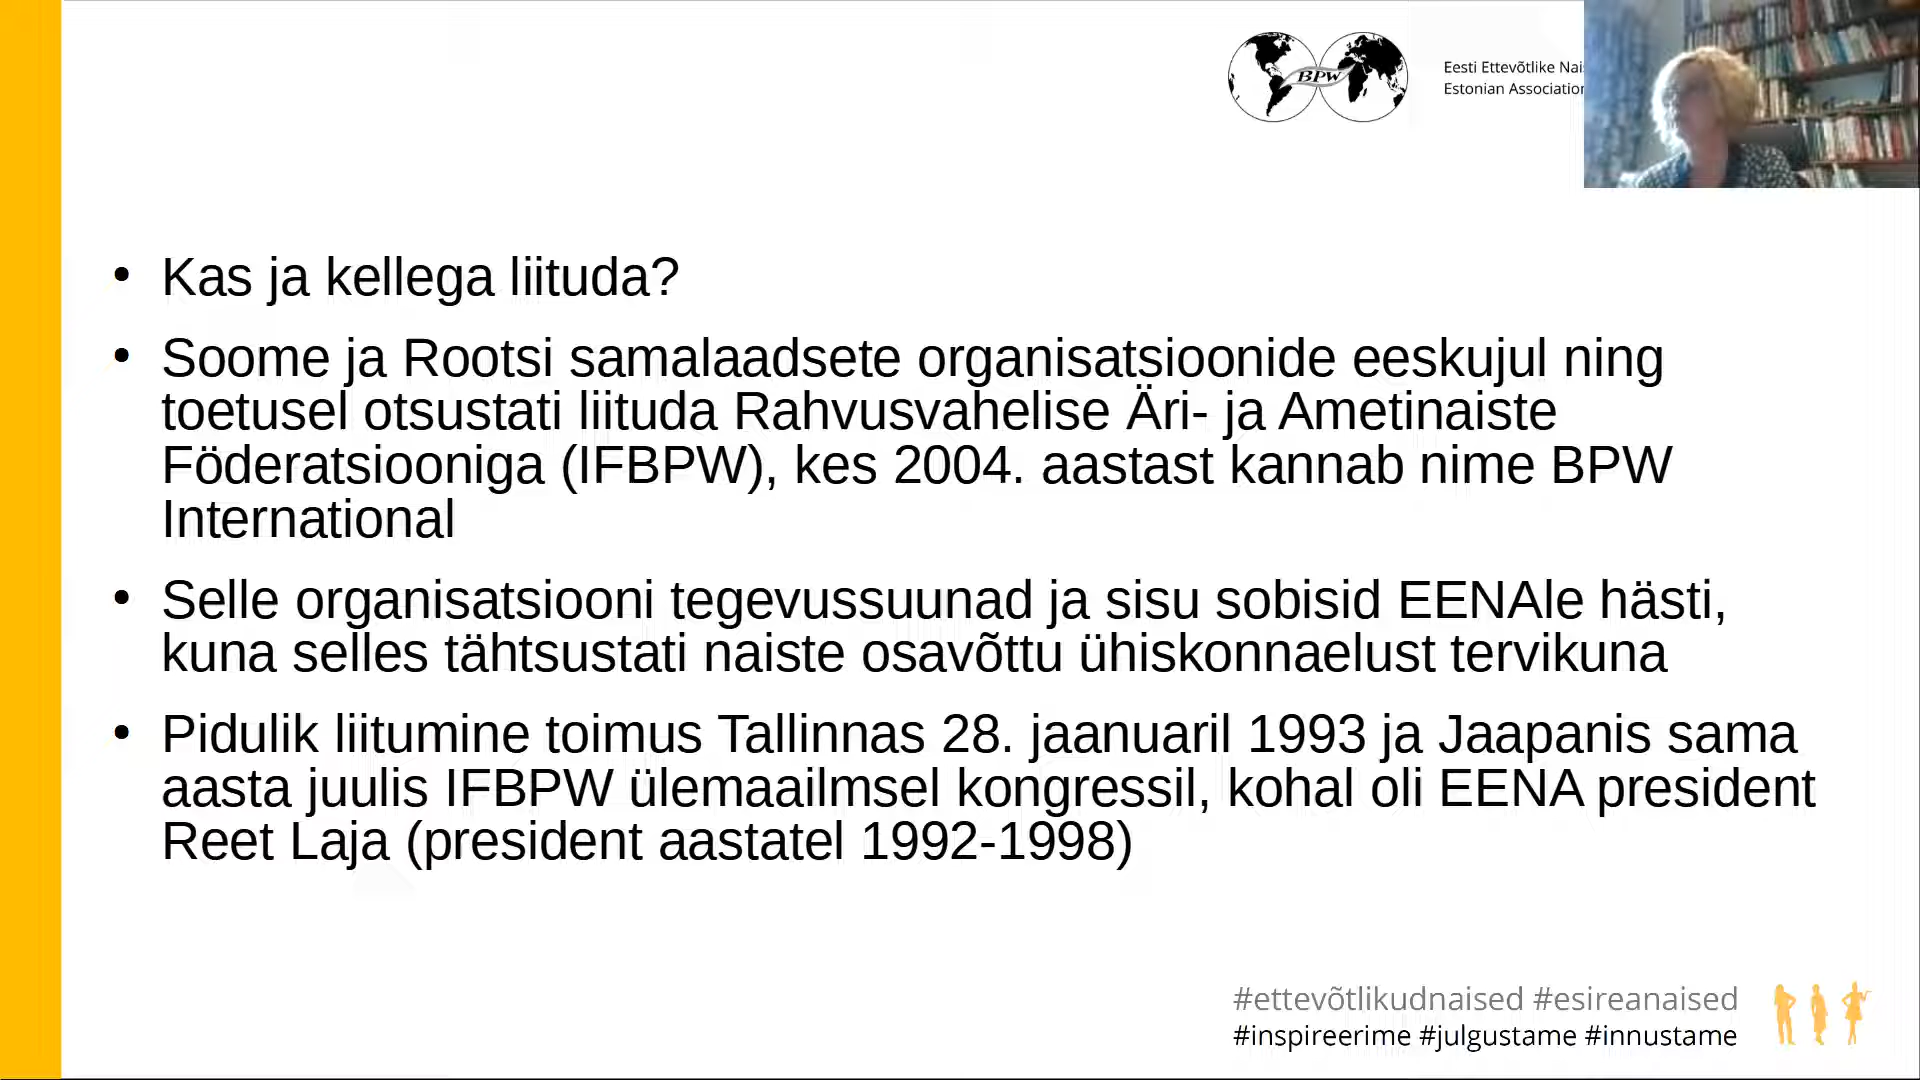 BPW
Eesti Ettevõtlike
Estonian
• Kas ja kellega liituda?
• Soome ja Rootsi samalaadsete organisatsioonide eeskujul ning
toetusel otsustati liituda Rahvusvahelise Äri- ja Ametinaiste
Föderatsiooniga (IFBPW), kes 2004. aastast kannab nime BPW
International
• Selle organisatsiooni tegevussuunad ja sisu sobisid EENAle hästi,
kuna selles tähtsustati naiste osavõttu ühiskonnaelust tervikuna
• Pidulik liitumine toimus Tallinnas 28. jaanuaril 1993 ja Jaapanis sama
aasta juulis IFBPW ülemaailmsel kongressil, kohal oli EENA president
Reet Laja (president aastatel 1992-1998)
#ettevõtlikudnaised #esireanaised
#inspireerime #julgustame #innustame